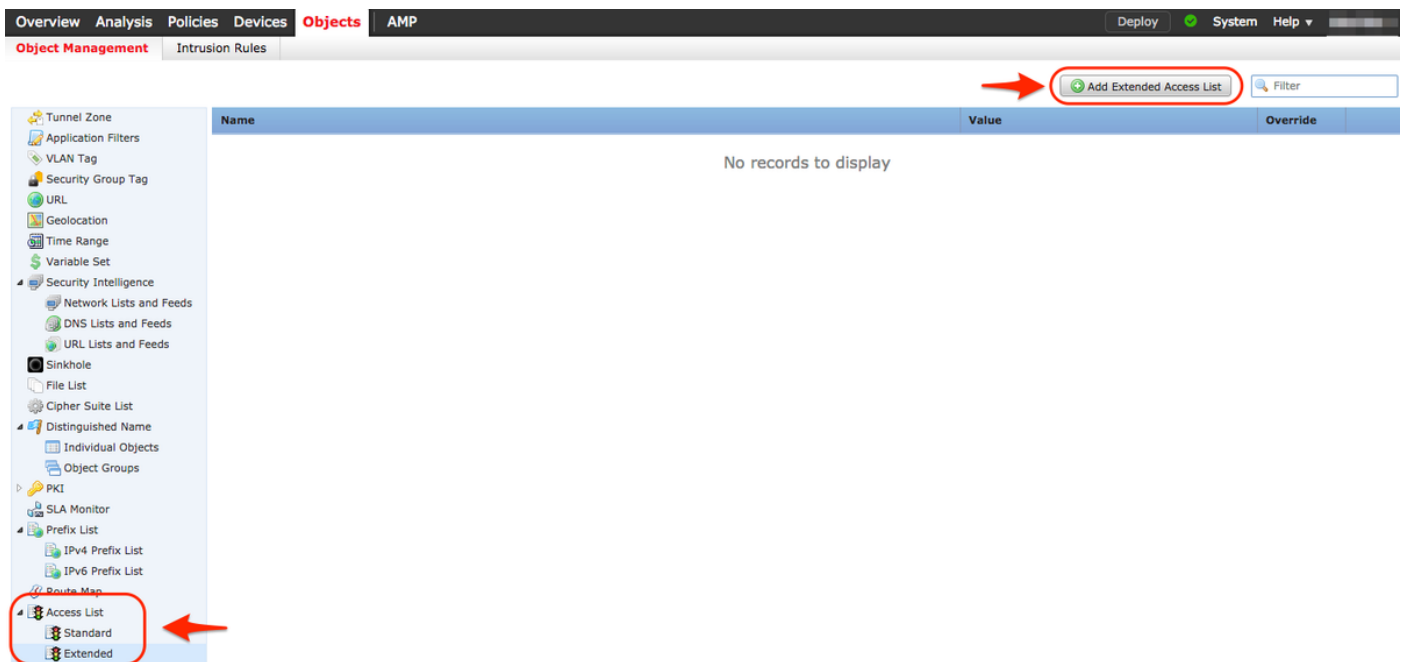 Overview Analysis Policies Devices Objects AMP Deploy System Help
Object Management Intrusion Rules
Add Extended Access List Filter
Name Value Override
No records to display
Tunnel Zone
Application Filters
VLAN Tag
Security Group Tag
URL
Geolocation
Time Range
Variable Set
Security Intelligence
Network Lists and Feeds
DNS Lists and Feeds
URL Lists and Feeds
Sinkhole
File List
Cipher Suite List
Distinguished Name
Individual Objects
Object Groups
PKI
SLA Monitor
Prefix List
IPv4 Prefix List
IPv6 Prefix List
Route Map
Access List
Standard
Extended